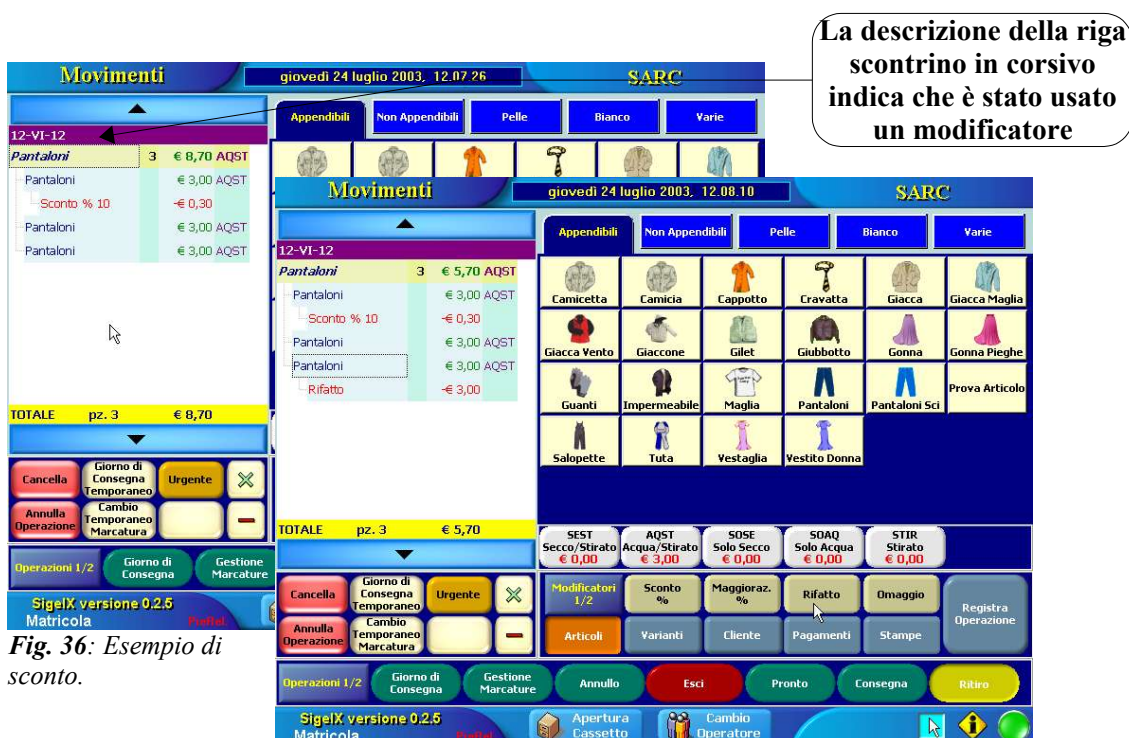 La descrizione della riga
scontrino in corsivo
indica che è stato usato
un modificatore
Movimenti
giovedì 24 luglio 2003, 12.07.26
SARC
Appendibili
Non Appendibili
Pelle
Bianco
Varie
12-VI-12
Pantaloni 3 € 8,70 AQST
Pantaloni € 3,00 AQST
Sconto % 10 -€ 0,30
Pantaloni € 3,00 AQST
Pantaloni € 3,00 AQST
TOTALE pz. 3 € 8,70
Cancella
Giorno di
Consegna
Temporaneo
Urgente
Annulla
Operazione
Cambio
Temporaneo
Marcatura
Operazioni 1/2
Giorno di
Consegna
Gestione
Marcature
SigelX versione 0.2.5
Matricola
PreRel.
Fig. 36: Esempio di
sconto.
Movimenti
giovedì 24 luglio 2003, 12.08.10
SARC
Appendibili
Non Appendibili
Pelle
Bianco
Varie
12-VI-12
Pantaloni 3 € 5,70 AQST
Pantaloni € 3,00 AQST
Sconto % 10 -€ 0,30
Pantaloni € 3,00 AQST
Pantaloni € 3,00 AQST
Rifatto -€ 3,00
TOTALE pz. 3 € 5,70
Camicetta
Camicia
Cappotto
Cravatta
Giacca
Giacca Maglia
Giacca Vento
Giaccone
Gilet
Giubbotto
Gonna
Gonna Pieghe
Guanti
Impermeabile
Maglia
Pantaloni
Pantaloni Sci
Prova Articolo
Salopette
Tuta
Vestaglia
Vestito Donna
SEST
Secco/Stirato
€ 0,00
AQST
Acqua/Stirato
€ 3,00
SOSE
Solo Secco
€ 0,00
SOAQ
Solo Acqua
€ 0,00
STIR
Stirato
€ 0,00
Cancella
Giorno di
Consegna
Temporaneo
Urgente
Annulla
Operazione
Cambio
Temporaneo
Marcatura
Modificatori
1/2
Sconto
%
Maggioraz.
%
Rifatto
Omaggio
Registra
Operazione
Articoli
Varianti
Cliente
Pagamenti
Stampe
Operazioni 1/2
Giorno di
Consegna
Gestione
Marcature
Annullo
Esci
Pronto
Consegna
Ritiro
SigelX versione 0.2.5
Matricola
Apertura
Cassetto
Cambio
Operatore